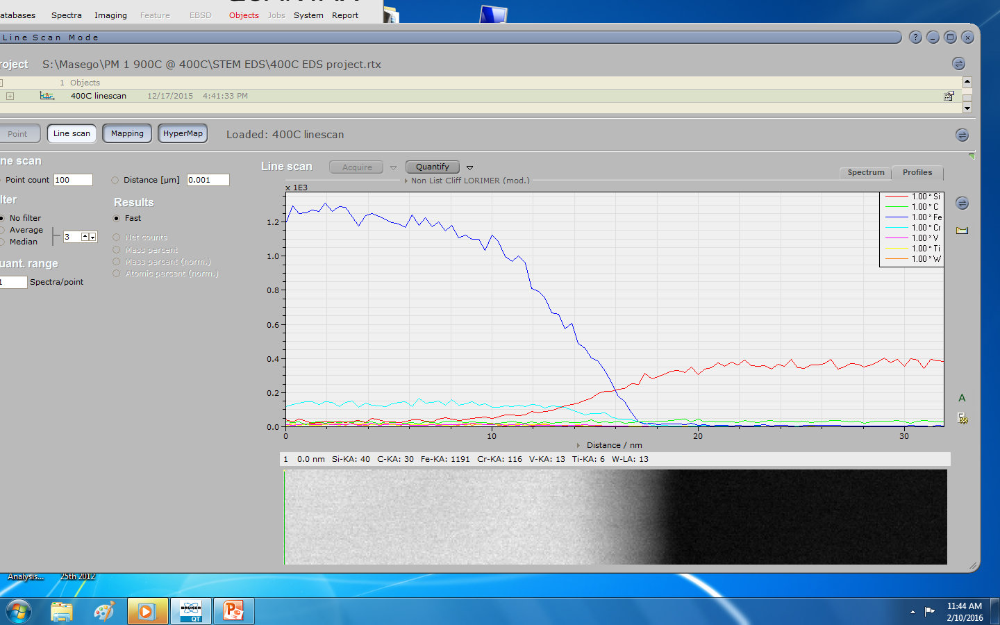 atabases Spectra Imaging Feature EBSD Objects Jobs System Report
Line Scan Mode
roject S:\Masego\PM 1 900C @ 400C\STEM EDS\400C EDS project.rtx
1 Objects
400C linescan 12/17/2015 4:41:33 PM
Point Line scan Mapping HyperMap Loaded: 400C linescan
ne scan
Point count 100 Distance [µm] 0.001
lter
No filter
Average
Median
3
uant. range
1 Spectra/point
Results
Fast
Net counts
Mass percent
Mass percent (norm.)
Atomic percent (norm.)
Line scan Acquire Quantify
Non List Cliff LORIMER (mod.)
Spectrum Profiles
x 1E3
1.2
1.0
0.8
0.6
0.4
0.2
0.0
0 10 20 30
Distance / nm
1.00 * Si
1.00 * C
1.00 * Fe
1.00 * Cr
1.00 * V
1.00 * Ti
1.00 * W
A
1 0.0 nm Si-KA: 40 C-KA: 30 Fe-KA: 1191 Cr-KA: 116 V-KA: 13 Ti-KA: 6 W-LA: 13
Analysis... 25th 2012
BRUKER
QT
11:44 AM
2/10/2016